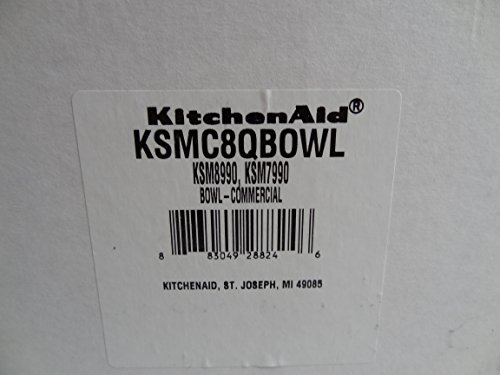 KitchenAid®
KSMC8QBOWL
KSM8990, KSM7990
BOWL-COMMERCIAL
8 83049 28824 6
KITCHENAID, ST. JOSEPH, MI 49085